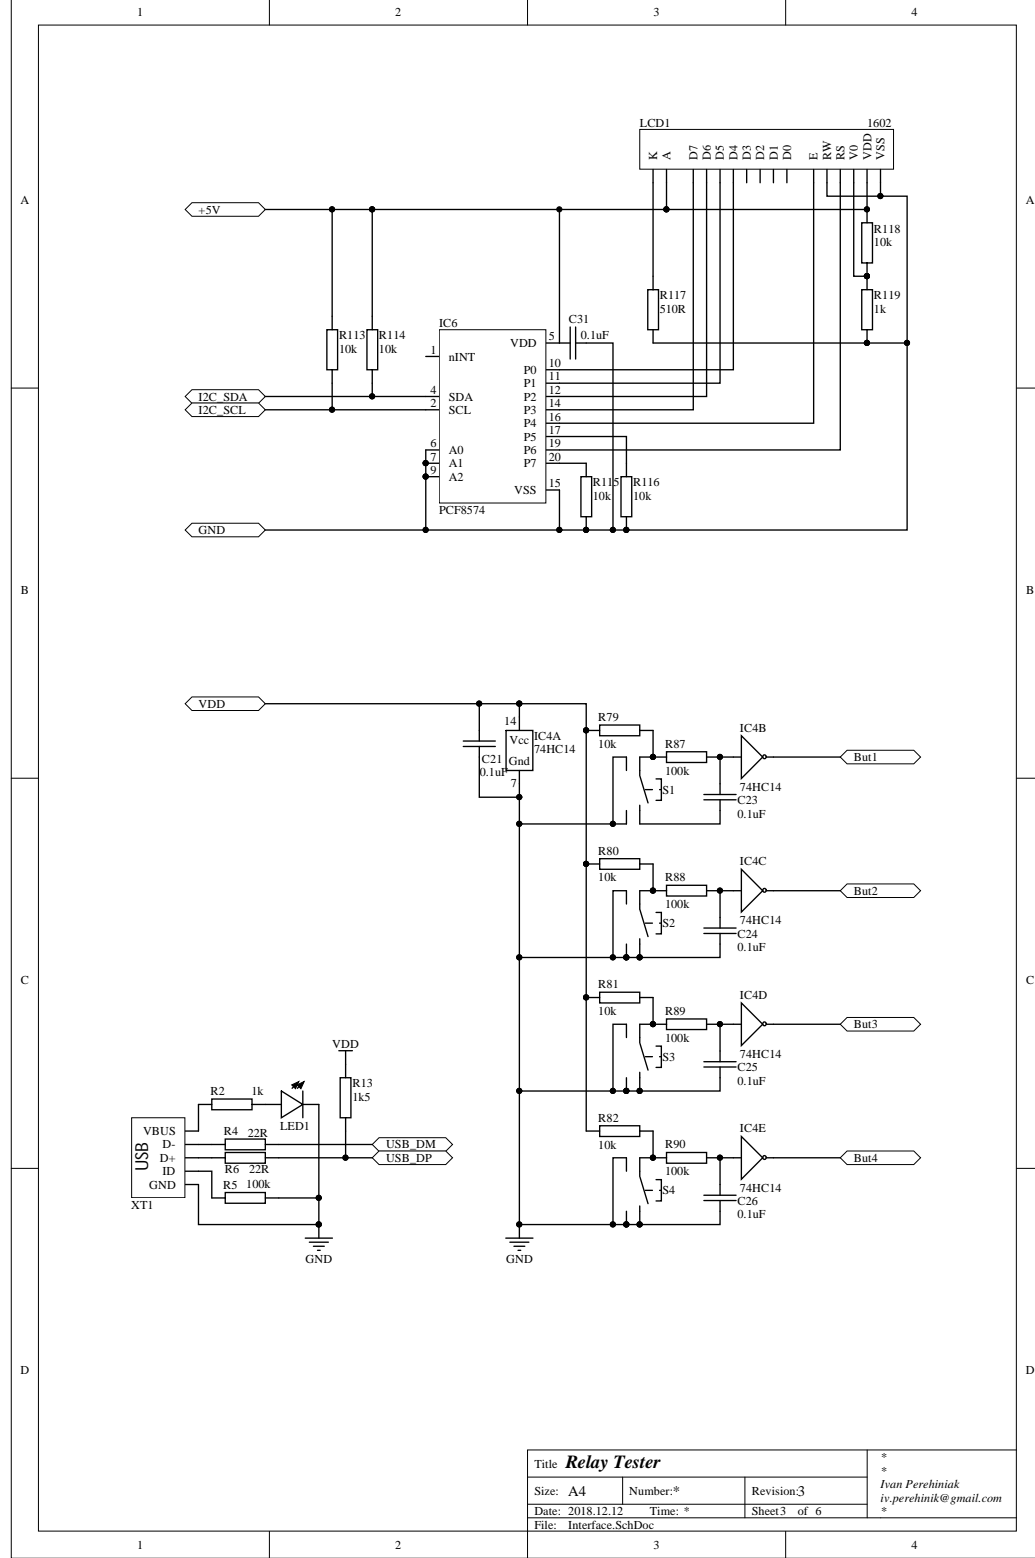 1 2 3 4
LCD1 1602
K A D7 D6 D5 D4 D3 D2 D1 D0 E RW RS V0 VDD VSS
A A
+5V
R118
10k
R117
510R
R119
1k
C31
0.1uF
IC6
R113 R114
10k 10k
1 nINT
VDD 5
P0 10
P1 11
4 SDA P2 12
I2C_SDA
2 SCL P3 14
I2C_SCL
P4 16
P5 17
6 A0 P6 19
7 A1 P7 20
9 A2
VSS 15
R115 R116
10k 10k
PCF8574
GND
B B
VDD
14
Vcc
Gnd
7
IC4A
74HC14
C21
0.1uF
R79
10k
R87
100k
IC4B
74HC14
But1
S1
C23
0.1uF
R80
10k
R88
100k
IC4C
74HC14
But2
S2
C24
0.1uF
C C
R81
10k
R89
100k
IC4D
74HC14
But3
S3
C25
0.1uF
VDD
R13
1k5
R2 1k
LED1
USB
VBUS
D-
D+
ID
GND
XT1
R4 22R
R6 22R
R5 100k
USB_DM
USB_DP
GND
R82
10k
R90
100k
IC4E
74HC14
But4
S4
C26
0.1uF
GND
D D
Title Relay Tester
Size: A4 Number:* Revision:3
Date: 2018.12.12 Time: * Sheet3 of 6
File: Interface.SchDoc
*
*
Ivan Perehiniak
iv.perehinik@gmail.com
*
1 2 3 4